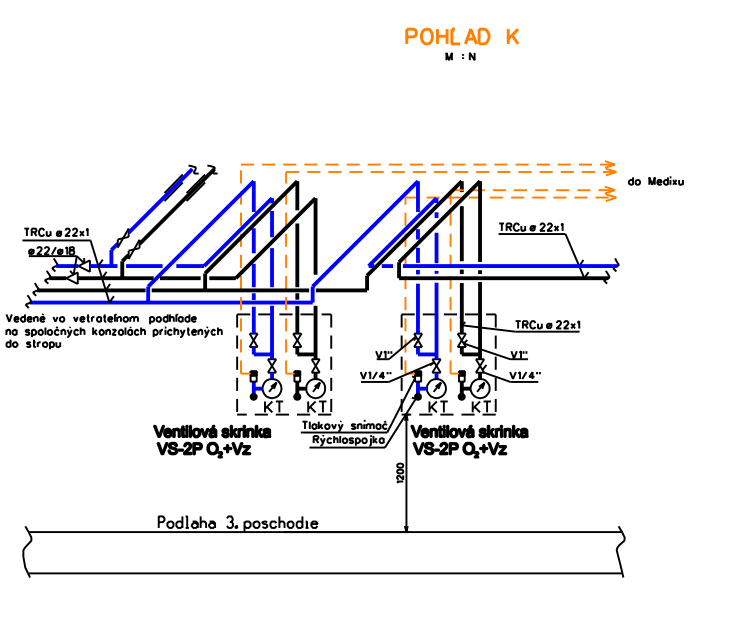 POHĽAD K
M : N
do Medixu
TRCu ø 22x1
ø22/ø18
TRCu ø 22x1
Vedené vo vetrateľnom podhľade
na spoločných konzolách prichytených
do stropu
TRCu ø 22x1
V1"
V1"
V1/4"
V1/4"
KT
KT
KT
KT
Tlakový snímač
Rýchlospojka
Ventilová skrinka
VS-2P O2+Vz
Ventilová skrinka
VS-2P O2+Vz
1200
Podlaha 3. poschodie